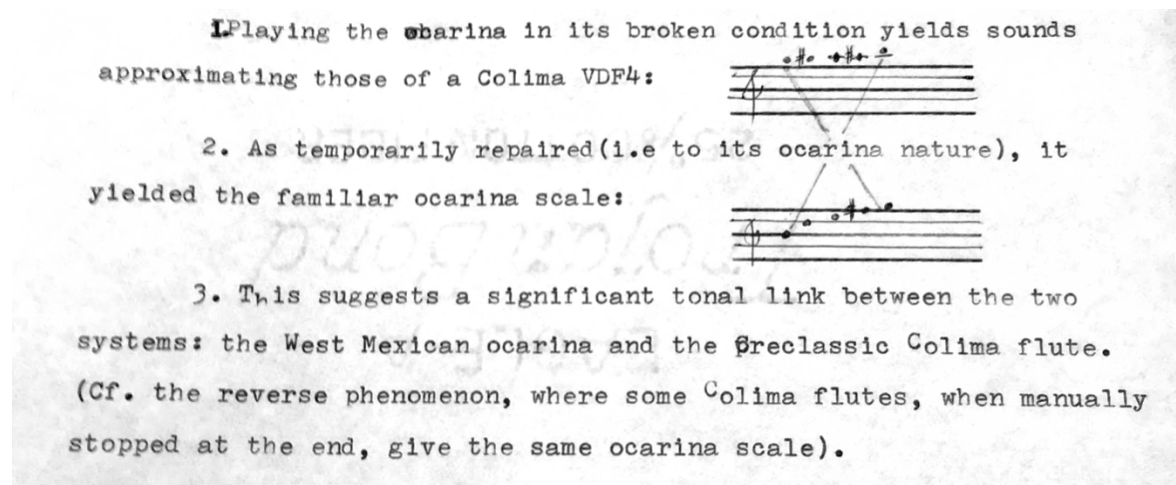 1.Playing the ocarina in its broken condition yields sounds
approximating those of a Colima VDF4:
2. As temporarily repaired(i.e to its ocarina nature), it
yielded the familiar ocarina scale:
3. This suggests a significant tonal link between the two
systems: the West Mexican ocarina and the Preclassic Colima flute.
(Cf. the reverse phenomenon, where some Colima flutes, when manually
stopped at the end, give the same ocarina scale).